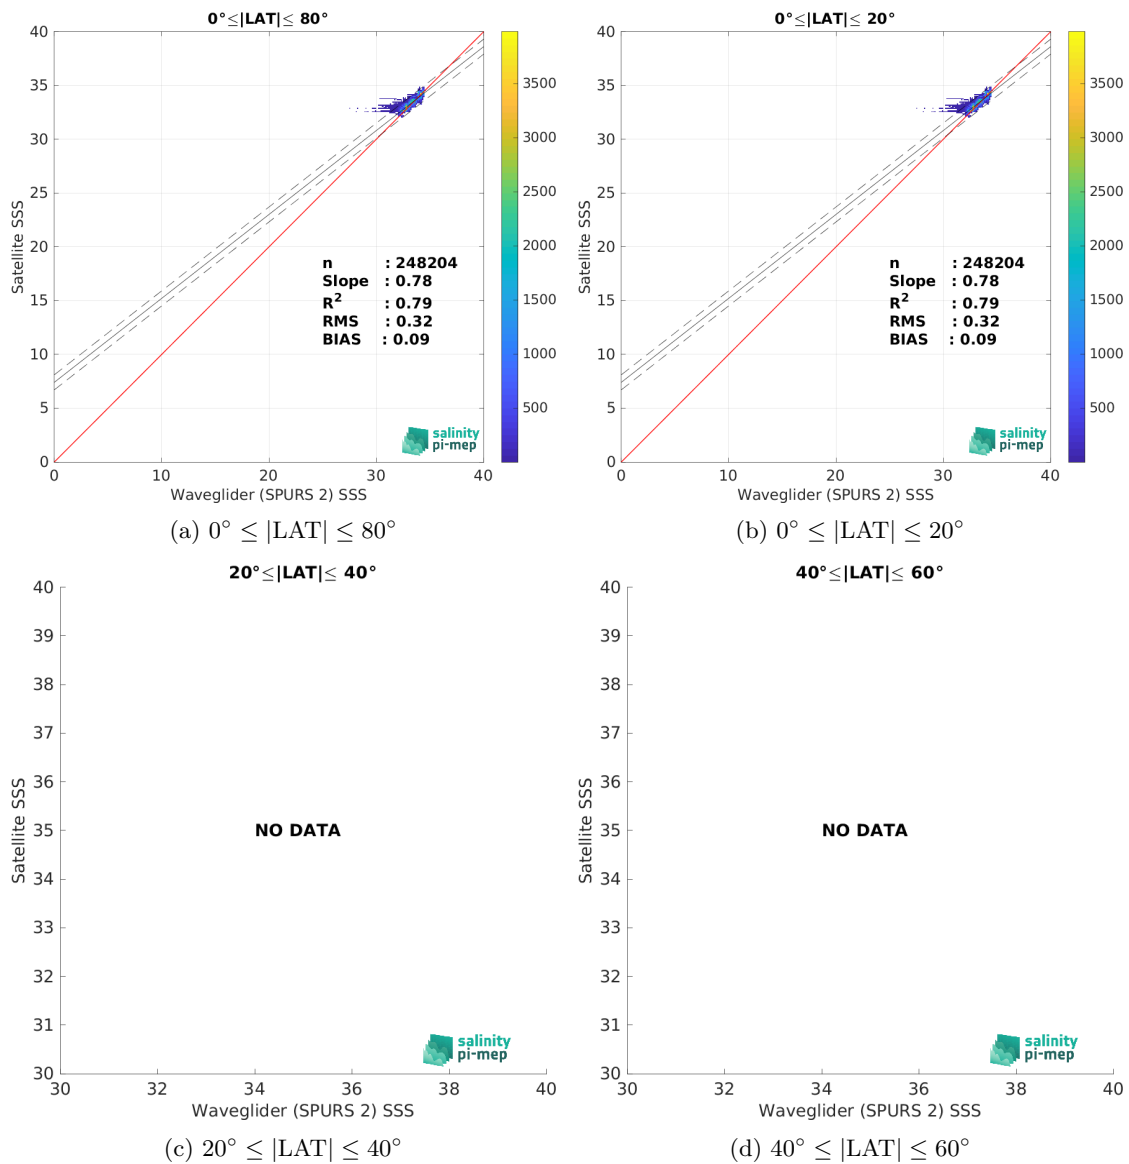 0°≤|LAT|≤ 80°
40
35
30
25
20
15
10
5
0
Satellite SSS
n : 248204
Slope : 0.78
R² : 0.79
RMS : 0.32
BIAS : 0.09
salinity
pi-mep
0 10 20 30 40
Waveglider (SPURS 2) SSS
3500
3000
2500
2000
1500
1000
500
(a) 0° ≤ |LAT| ≤ 80°
0°≤|LAT|≤ 20°
40
35
30
25
20
15
10
5
0
Satellite SSS
n : 248204
Slope : 0.78
R² : 0.79
RMS : 0.32
BIAS : 0.09
salinity
pi-mep
0 10 20 30 40
Waveglider (SPURS 2) SSS
3500
3000
2500
2000
1500
1000
500
(b) 0° ≤ |LAT| ≤ 20°
20°≤|LAT|≤ 40°
40
39
38
37
36
35
34
33
32
31
30
Satellite SSS
NO DATA
salinity
pi-mep
30 32 34 36 38 40
Waveglider (SPURS 2) SSS
(c) 20° ≤ |LAT| ≤ 40°
40°≤|LAT|≤ 60°
40
39
38
37
36
35
34
33
32
31
30
Satellite SSS
NO DATA
salinity
pi-mep
30 32 34 36 38 40
Waveglider (SPURS 2) SSS
(d) 40° ≤ |LAT| ≤ 60°